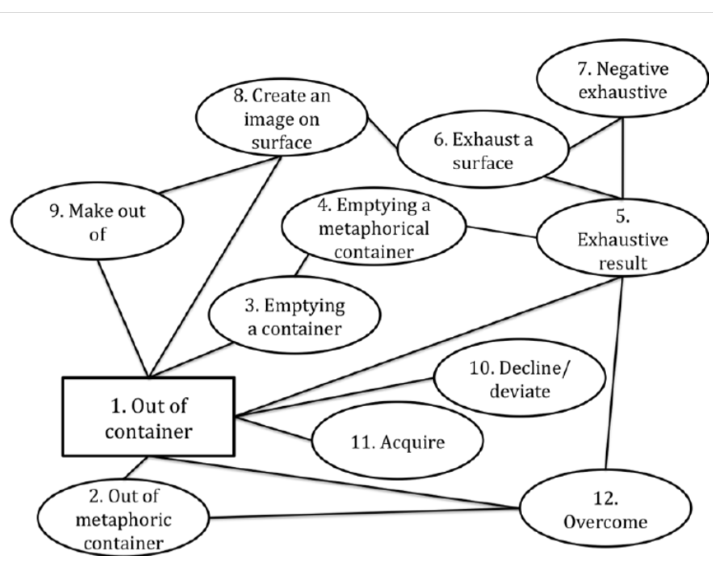 7. Negative
exhaustive
8. Create an
image on
surface
6. Exhaust a
surface
9. Make out
of
4. Emptying a
metaphorical
container
5.
Exhaustive
result
3. Emptying
a container
10. Decline/
deviate
1. Out of
container
11. Acquire
2. Out of
metaphoric
container
12.
Overcome